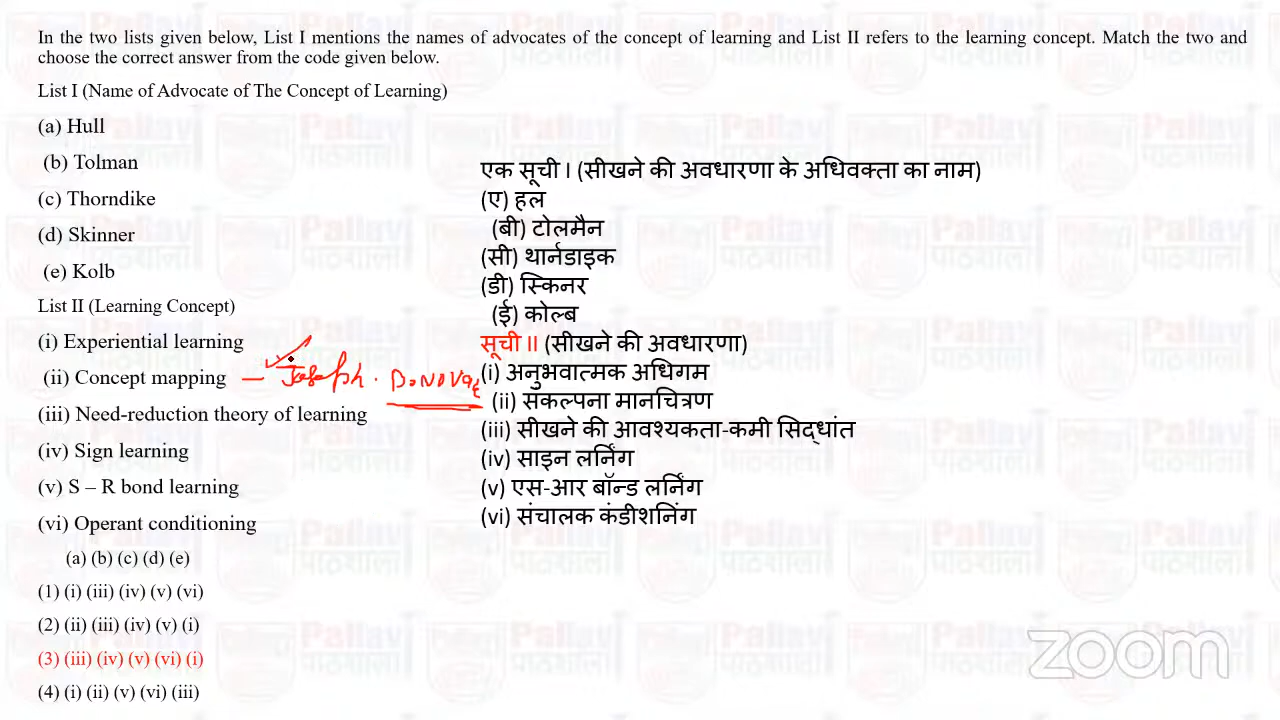 In the two lists given below, List I mentions the names of advocates of the concept of learning and List II refers to the learning concept. Match the two and
choose the correct answer from the code given below.
List I (Name of Advocate of The Concept of Learning)
(a) Hull
(b) Tolman
(c) Thorndike
(d) Skinner
(e) Kolb
List II (Learning Concept)
(i) Experiential learning
(ii) Concept mapping – Joseph.
(iii) Need-reduction theory of learning
(iv) Sign learning
(v) S – R bond learning
(vi) Operant conditioning
(a) (b) (c) (d) (e)
(1) (i) (iii) (iv) (v) (vi)
(2) (ii) (iii) (iv) (v) (i)
(3) (iii) (iv) (v) (vi) (i)
(4) (i) (ii) (v) (vi) (iii)
एक सूची I (सीखने की अवधारणा के अधिवक्ता का नाम)
(ए) हल
(बी) टोलमैन
(सी) थार्नडाइक
(डी) स्किनर
(ई) कोल्ब
सूची II (सीखने की अवधारणा)
(i) अनुभवात्मक अधिगम
(ii) संकल्पना मानचित्रण
(iii) सीखने की आवश्यकता-कमी सिद्धांत
(iv) साइन लर्निंग
(v) एस-आर बॉन्ड लर्निंग
(vi) संचालक कंडीशनिंग
zoom